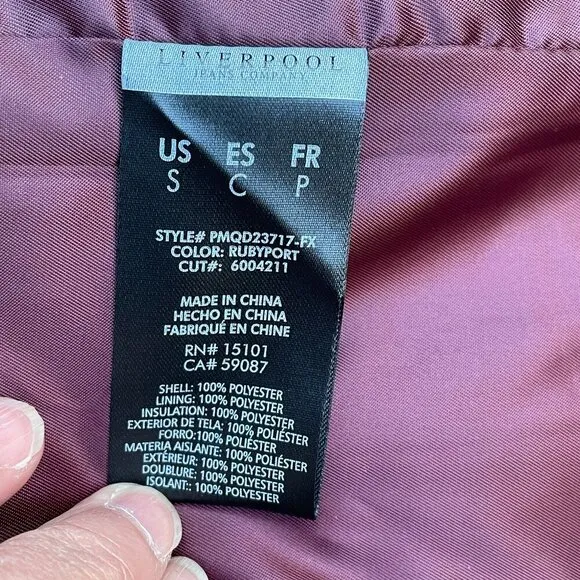 LIVERPOOL
JEANS COMPANY
US ES FR
S C P
STYLE# PMQD23717-FX
COLOR: RUBYPORT
CUT#: 6004211
MADE IN CHINA
HECHO EN CHINA
FABRIQUÉ EN CHINE
RN# 15101
CA# 59087
SHELL: 100% POLYESTER
LINING: 100% POLYESTER
INSULATION: 100% POLYESTER
EXTERIOR DE TELA: 100% POLIÉSTER
FORRO:100% POLIÉSTER
MATERIA AISLANTE: 100% POLIÉSTER
EXTÉRIEUR: 100% POLYESTER
DOUBLURE: 100% POLYESTER
ISOLANT:: 100% POLYESTER